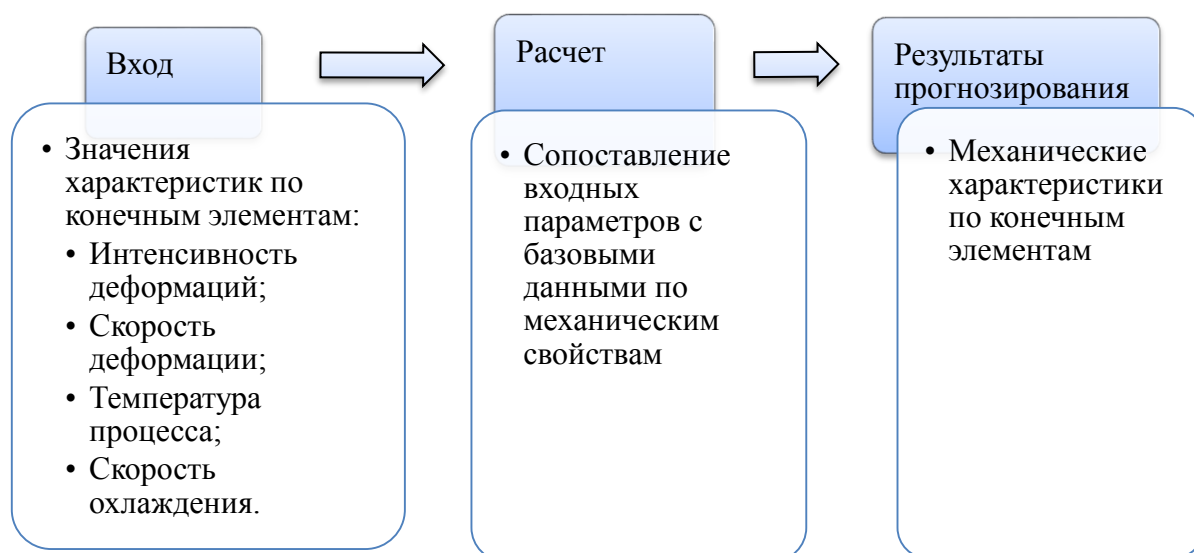 Вход
• Значения
характеристик по
конечным элементам:
• Интенсивность
деформаций;
• Скорость
деформации;
• Температура
процесса;
• Скорость
охлаждения.
Расчет
• Сопоставление
входных
параметров с
базовыми
данными по
механическим
свойствам
Результаты
прогнозирования
• Механические
характеристики
по конечным
элементам